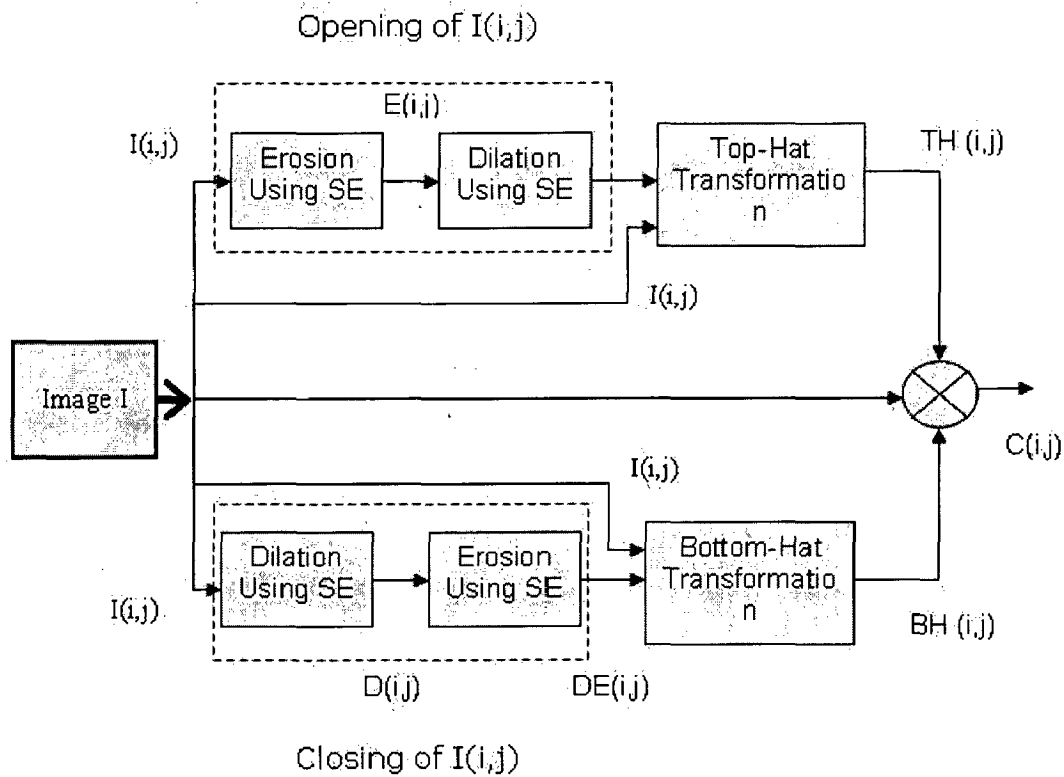 Opening of I(i,j)
E(i,j)
I(i,j)
Erosion
Using SE
Dilation
Using SE
Top-Hat
Transformatio
n
TH (i,j)
I(i,j)
Image I
C(i,j)
I(i,j)
Dilation
Using SE
Erosion
Using SE
Bottom-Hat
Transformatio
n
I(i,j)
BH (i,j)
D(i,j)
DE(i,j)
Closing of I(i,j)